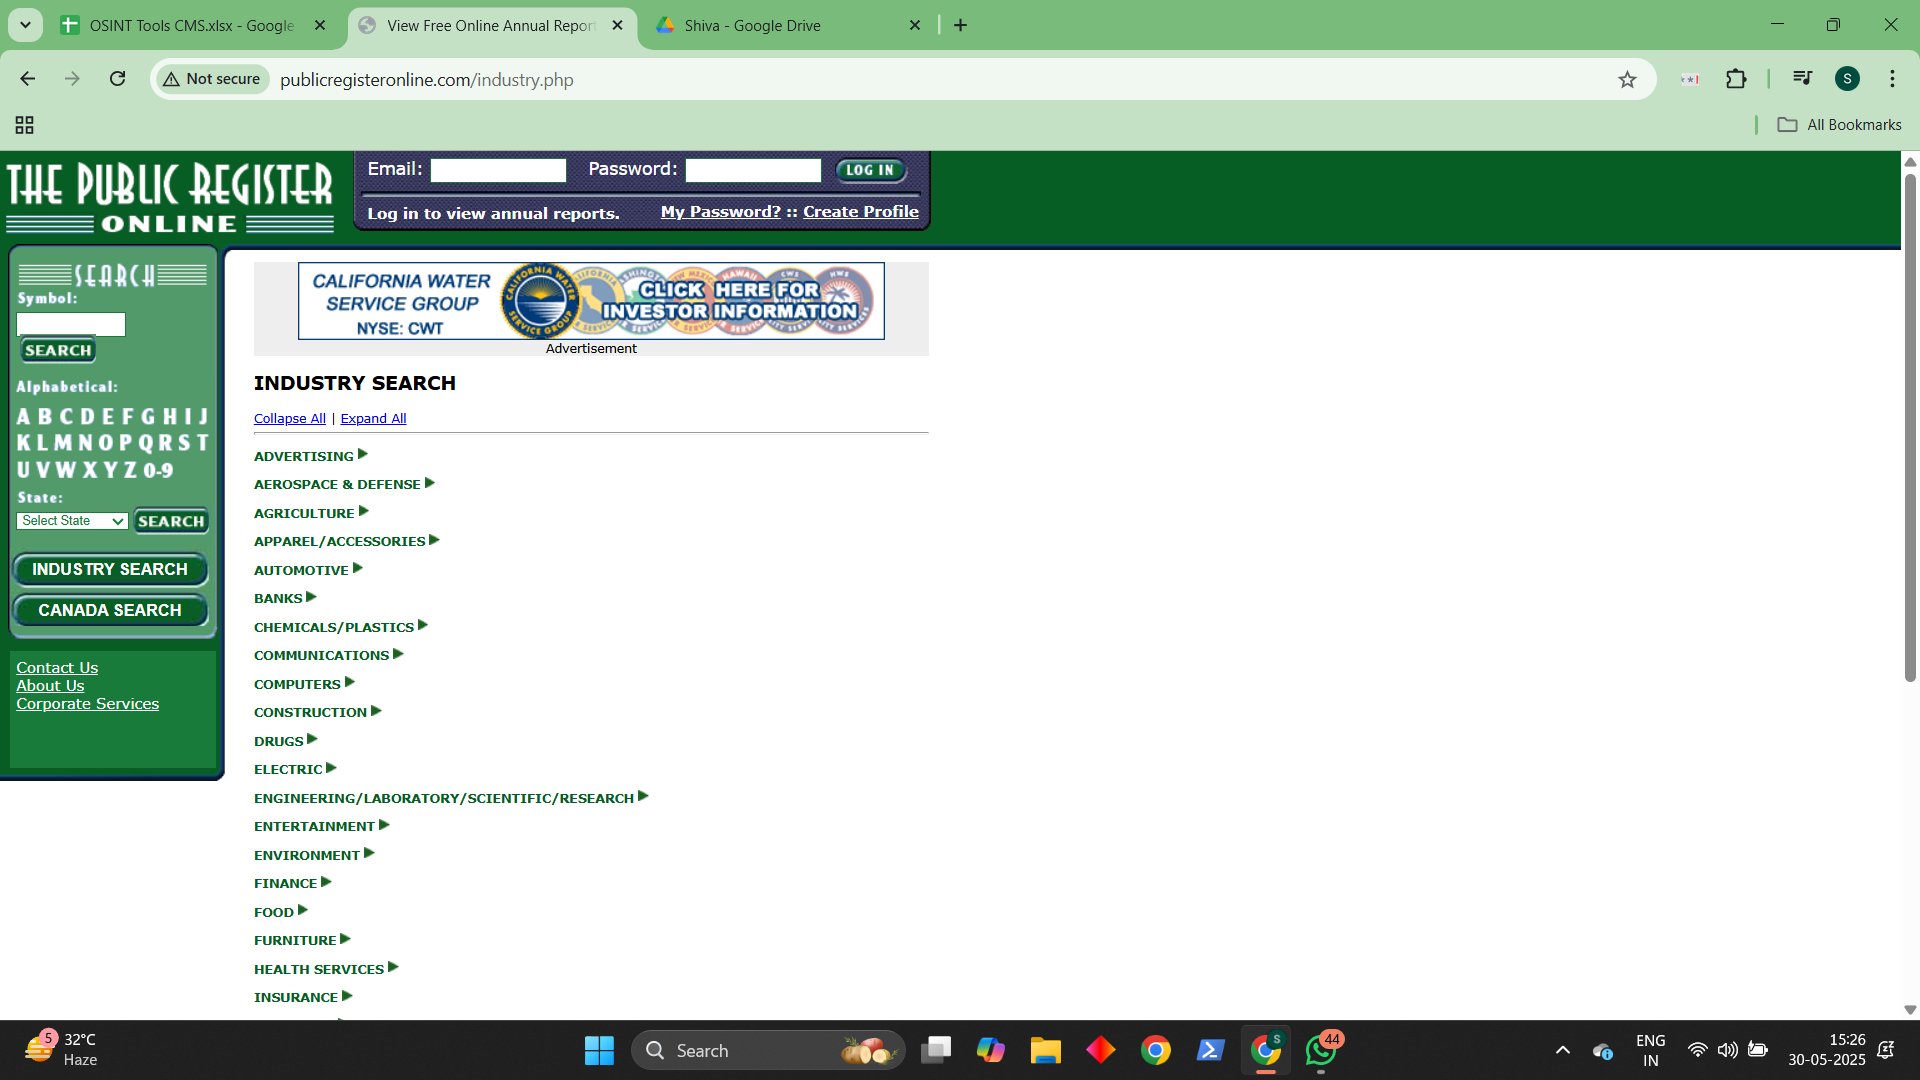 OSINT Tools CMS.xlsx - Google
View Free Online Annual Report
Shiva - Google Drive
Not secure
publicregisteronline.com/industry.php
S
All Bookmarks
THE PUBLIC REGISTER
ONLINE
Email:
Password:
LOG IN
Log in to view annual reports.
My Password? :: Create Profile
SEARCH
Symbol:
SEARCH
Alphabetical:
A B C D E F G H I J
K L M N O P Q R S T
U V W X Y Z 0-9
State:
Select State
SEARCH
INDUSTRY SEARCH
CANADA SEARCH
Contact Us
About Us
Corporate Services
CALIFORNIA WATER
SERVICE GROUP
NYSE: CWT
CLICK HERE FOR
INVESTOR INFORMATION
Advertisement
INDUSTRY SEARCH
Collapse All | Expand All
ADVERTISING
AEROSPACE & DEFENSE
AGRICULTURE
APPAREL/ACCESSORIES
AUTOMOTIVE
BANKS
CHEMICALS/PLASTICS
COMMUNICATIONS
COMPUTERS
CONSTRUCTION
DRUGS
ELECTRIC
ENGINEERING/LABORATORY/SCIENTIFIC/RESEARCH
ENTERTAINMENT
ENVIRONMENT
FINANCE
FOOD
FURNITURE
HEALTH SERVICES
INSURANCE
5
32°C
Haze
Search
S
44
ENG
IN
15:26
30-05-2025